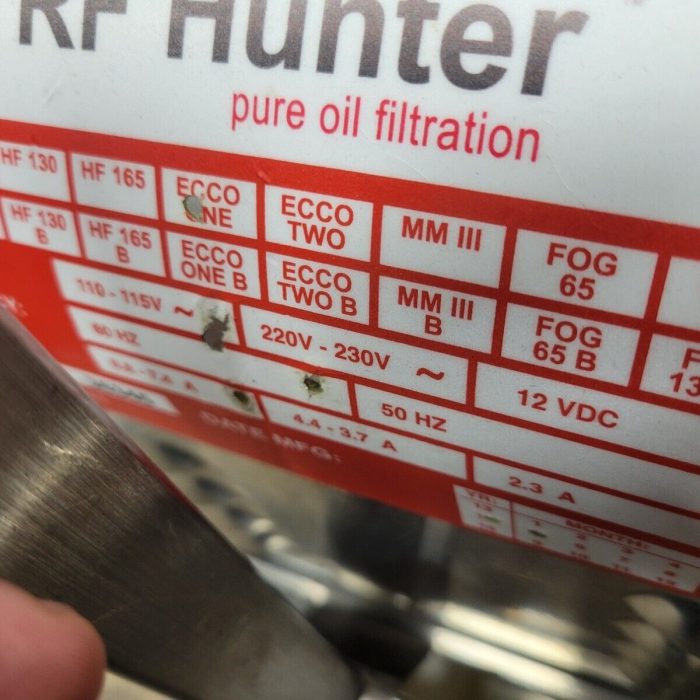 RF Hunter
pure oil filtration
HF 130 HF 165 ECCO ONE ECCO TWO MM III FOG 65
HF 130 B HF 165 B ECCO ONE B ECCO TWO B MM III B FOG 65 B
110 - 115V ~ 220V - 230V ~ 12 VDC
60 HZ 50 HZ
4.4 - 3.7 A 2.3 A
DATE MFG:
YR: MONTH: